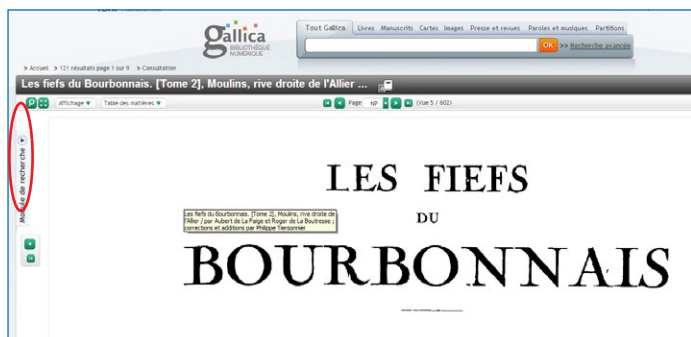 Tout Gallica Livres Manuscrits Cartes Images Presse et revues Paroles et musiques Partitions
gallica
BIBLIOTHÈQUE
NUMÉRIQUE
OK >> Recherche avancée
> Accueil > 121 résultats page 1 sur 9 > Consultation
Les fiefs du Bourbonnais. [Tome 2], Moulins, rive droite de l'Allier ...
Affichage Table des matières Page NP (Vue 5 / 602)
Module de recherche
LES FIEFS
Les fiefs du Bourbonnais. [Tome 2], Moulins, rive droite de
l'Allier / par Aubert de La Faige et Roger de La Boutresse ;
corrections et additions par Philippe Tiersonnier
DU
BOURBONNAIS